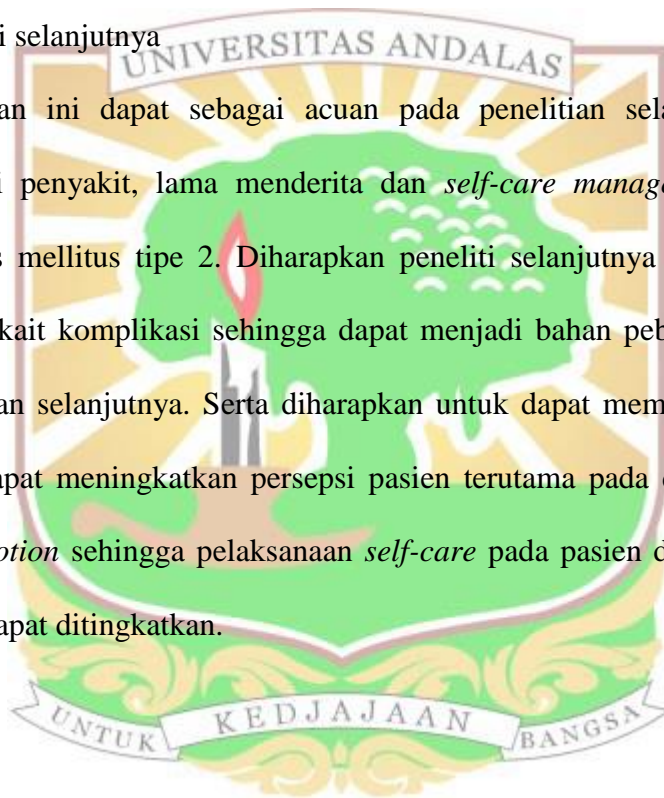 i selanjutnya
UNIVERSITAS ANDALAS
an ini dapat sebagai acuan pada penelitian sela
i penyakit, lama menderita dan self-care manag
s mellitus tipe 2. Diharapkan peneliti selanjutnya
kait komplikasi sehingga dapat menjadi bahan peb
an selanjutnya. Serta diharapkan untuk dapat mem
apat meningkatkan persepsi pasien terutama pada
otion sehingga pelaksanaan self-care pada pasien d
apat ditingkatkan.
UNTUK KEDJAJAAN BANGSA